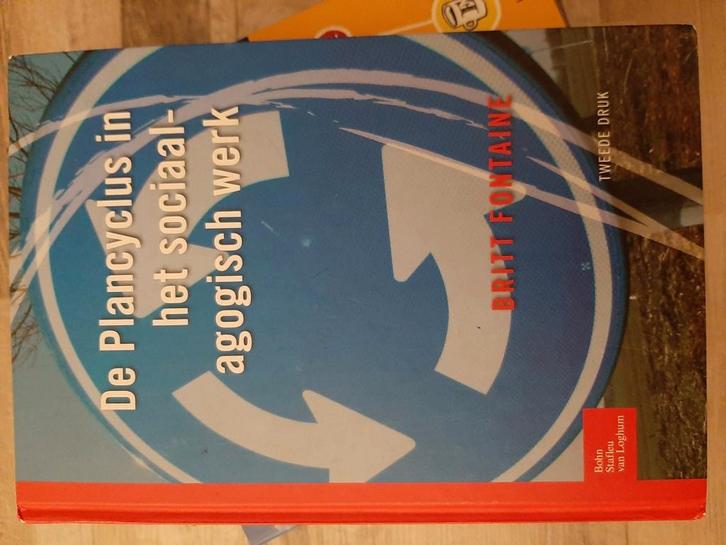 De Plancyclus in
het sociaal-
agogisch werk
BRITT FONTAINE
TWEEDE DRUK
Bohn
Stafleu
van Loghum